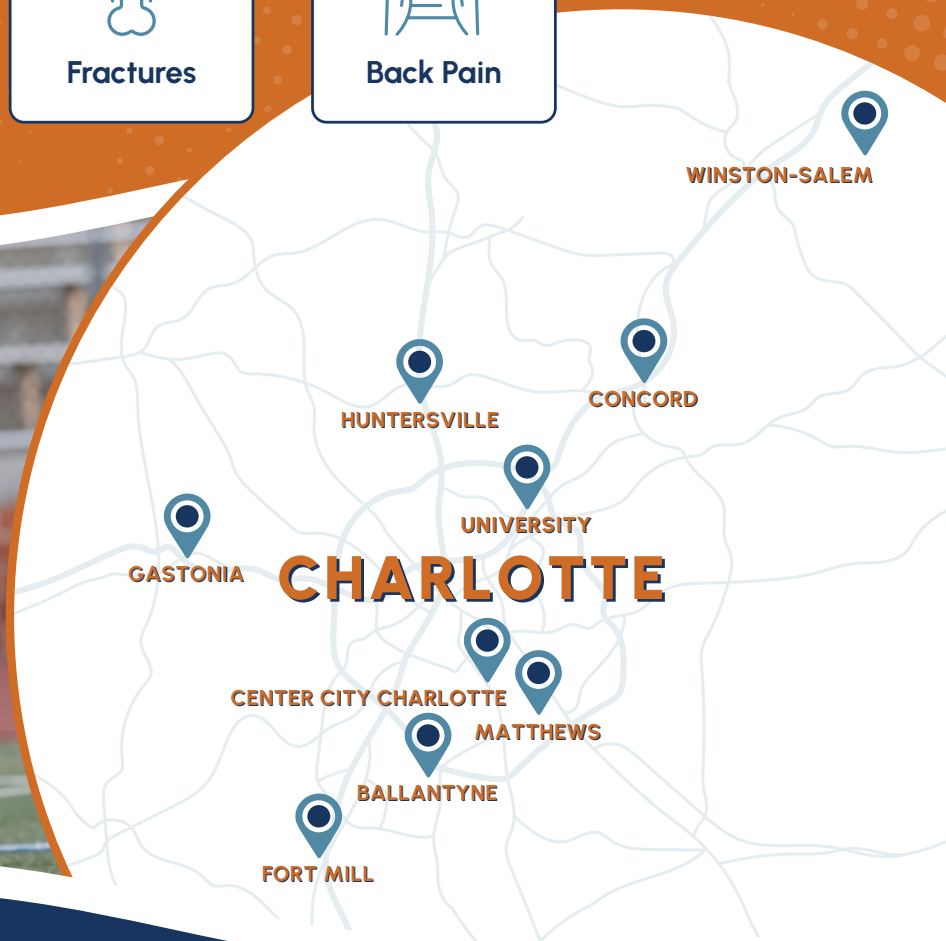 Fractures
Back Pain
WINSTON-SALEM
CONCORD
HUNTERSVILLE
UNIVERSITY
GASTONIA
CHARLOTTE
CENTER CITY CHARLOTTE
MATTHEWS
BALLANTYNE
FORT MILL